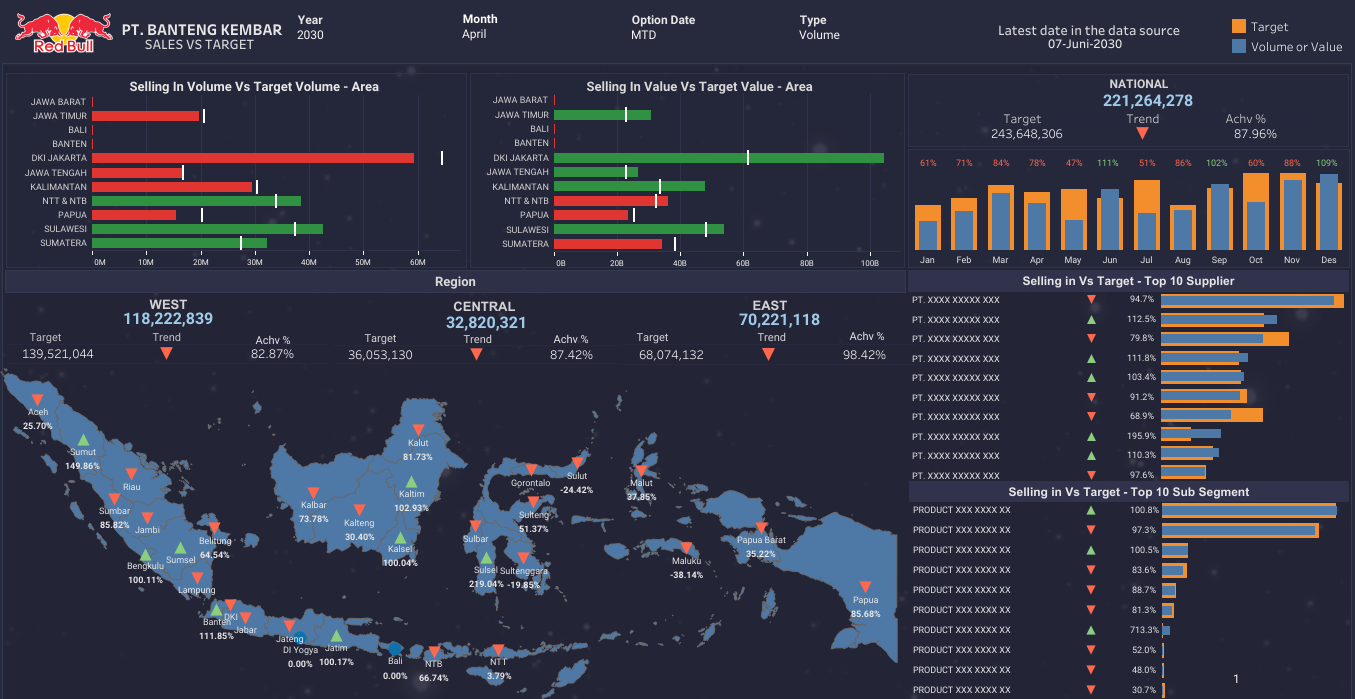 Red Bull
PT. BANTENG KEMBAR
SALES VS TARGET
Year
2030
Month
April
Option Date
MTD
Type
Volume
Latest date in the data source
07-Juni-2030
Target
Volume or Value
Selling In Volume Vs Target Volume - Area
JAWA BARAT
JAWA TIMUR
BALI
BANTEN
DKI JAKARTA
JAWA TENGAH
KALIMANTAN
NTT & NTB
PAPUA
SULAWESI
SUMATERA
0M 10M 20M 30M 40M 50M 60M
Selling In Value Vs Target Value - Area
JAWA BARAT
JAWA TIMUR
BALI
BANTEN
DKI JAKARTA
JAWA TENGAH
KALIMANTAN
NTT & NTB
PAPUA
SULAWESI
SUMATERA
0B 20B 40B 60B 80B 100B
NATIONAL
221,264,278
Target Trend Achv %
243,648,306 87.96%
61% 71% 84% 78% 47% 111% 51% 86% 102% 60% 88% 109%
Jan Feb Mar Apr May Jun Jul Aug Sep Oct Nov Des
Region
WEST
118,222,839
Target Trend Achv %
139,521,044 82.87%
CENTRAL
32,820,321
Target Trend Achv %
36,053,130 87.42%
EAST
70,221,118
Target Trend Achv %
68,074,132 98.42%
Aceh
25.70%
Sumut
149.86%
Riau
Sumbar
85.82%
Jambi
Belitung
64.54%
Bengkulu
100.11%
Sumsel
Lampung
Banten
111.85%
DKI
Jabar
Jateng
DI Yogya
0.00%
Jatim
100.17%
Bali
0.00%
NTB
66.74%
NTT
3.79%
Kalut
81.73%
Kalbar
73.78%
Kaltim
102.93%
Kalteng
30.40%
Kalsel
100.04%
Gorontalo
Sulut
-24.42%
Sulteng
51.37%
Sulbar
Sulsel
219.04%
Sultenggara
-19.85%
Malut
37.85%
Maluku
-38.14%
Papua Barat
35.22%
Papua
85.68%
Selling in Vs Target - Top 10 Supplier
PT. XXXX XXXXX XXX 94.7%
PT. XXXX XXXXX XXX 112.5%
PT. XXXX XXXXX XXX 79.8%
PT. XXXX XXXXX XXX 111.8%
PT. XXXX XXXXX XXX 103.4%
PT. XXXX XXXXX XXX 91.2%
PT. XXXX XXXXX XXX 68.9%
PT. XXXX XXXXX XXX 195.9%
PT. XXXX XXXXX XXX 110.3%
PT. XXXX XXXXX XXX 97.6%
Selling in Vs Target - Top 10 Sub Segment
PRODUCT XXX XXXX XX 100.8%
PRODUCT XXX XXXX XX 97.3%
PRODUCT XXX XXXX XX 100.5%
PRODUCT XXX XXXX XX 83.6%
PRODUCT XXX XXXX XX 88.7%
PRODUCT XXX XXXX XX 81.3%
PRODUCT XXX XXXX XX 713.3%
PRODUCT XXX XXXX XX 52.0%
PRODUCT XXX XXXX XX 48.0%
PRODUCT XXX XXXX XX 30.7%
1